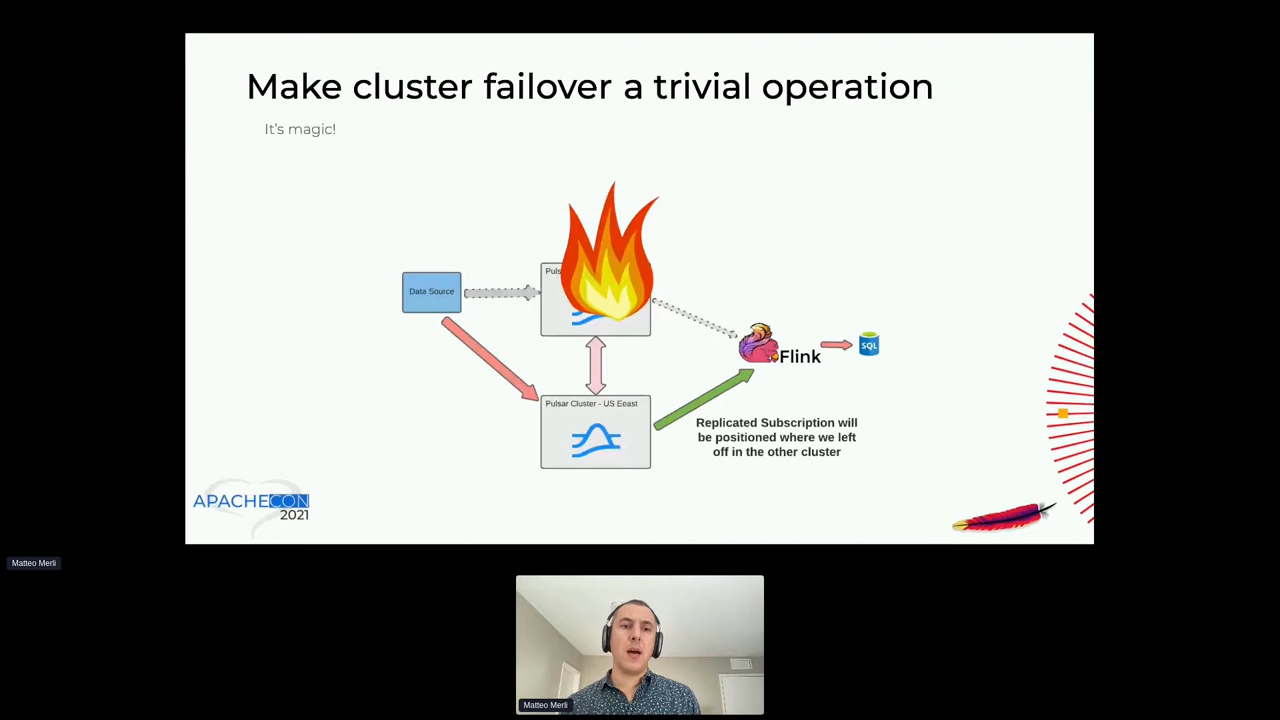 Make cluster failover a trivial operation
It's magic!
Data Source
Flink
SQL
Pulsar Cluster - US Eeast
Replicated Subscription will
be positioned where we left
off in the other cluster
APACHECON
2021
Matteo Merli
Matteo Merli